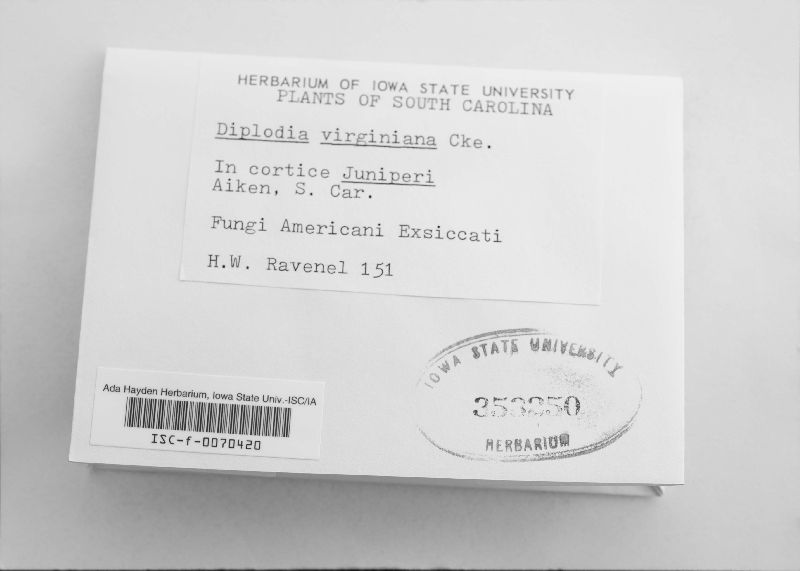 HERBARIUM OF IOWA STATE UNIVERSITY
PLANTS OF SOUTH CAROLINA
Diplodia virginiana Cke.
In cortice Juniperi
Aiken, S. Car.
Fungi Americani Exsiccati
H.W. Ravenel 151
Ada Hayden Herbarium, Iowa State Univ.-ISC/IA
ISC-f-0070420
IOWA STATE UNIVERSITY
HERBARIUM